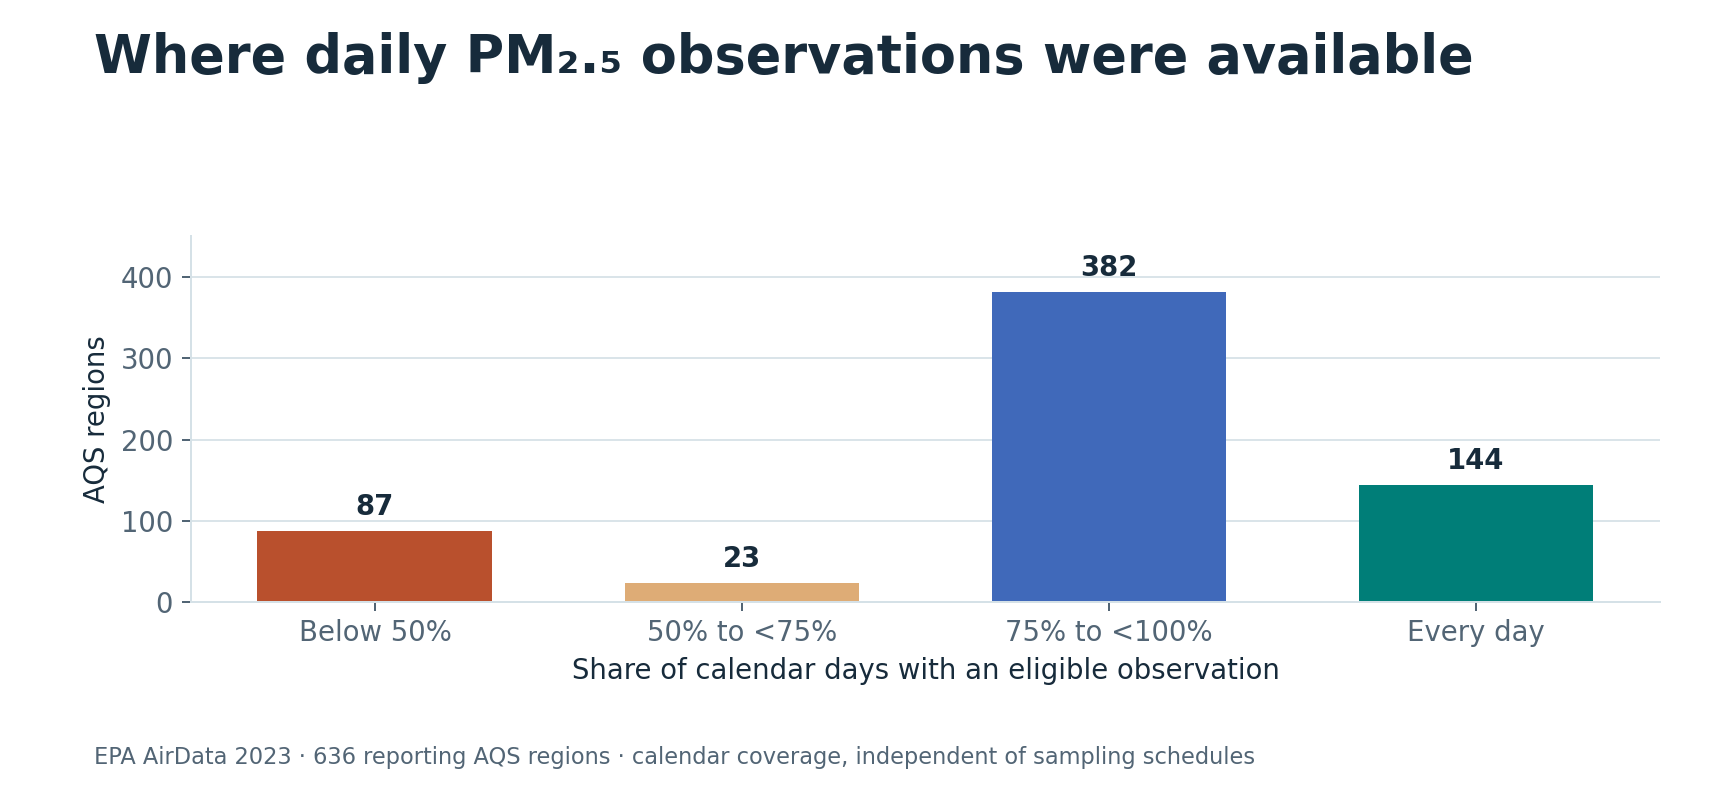 Where daily PM₂.₅ observations were available
AQS regions
400
300
200
100
0
87
23
382
144
Below 50%
50% to <75%
75% to <100%
Every day
Share of calendar days with an eligible observation
EPA AirData 2023 · 636 reporting AQS regions · calendar coverage, independent of sampling schedules